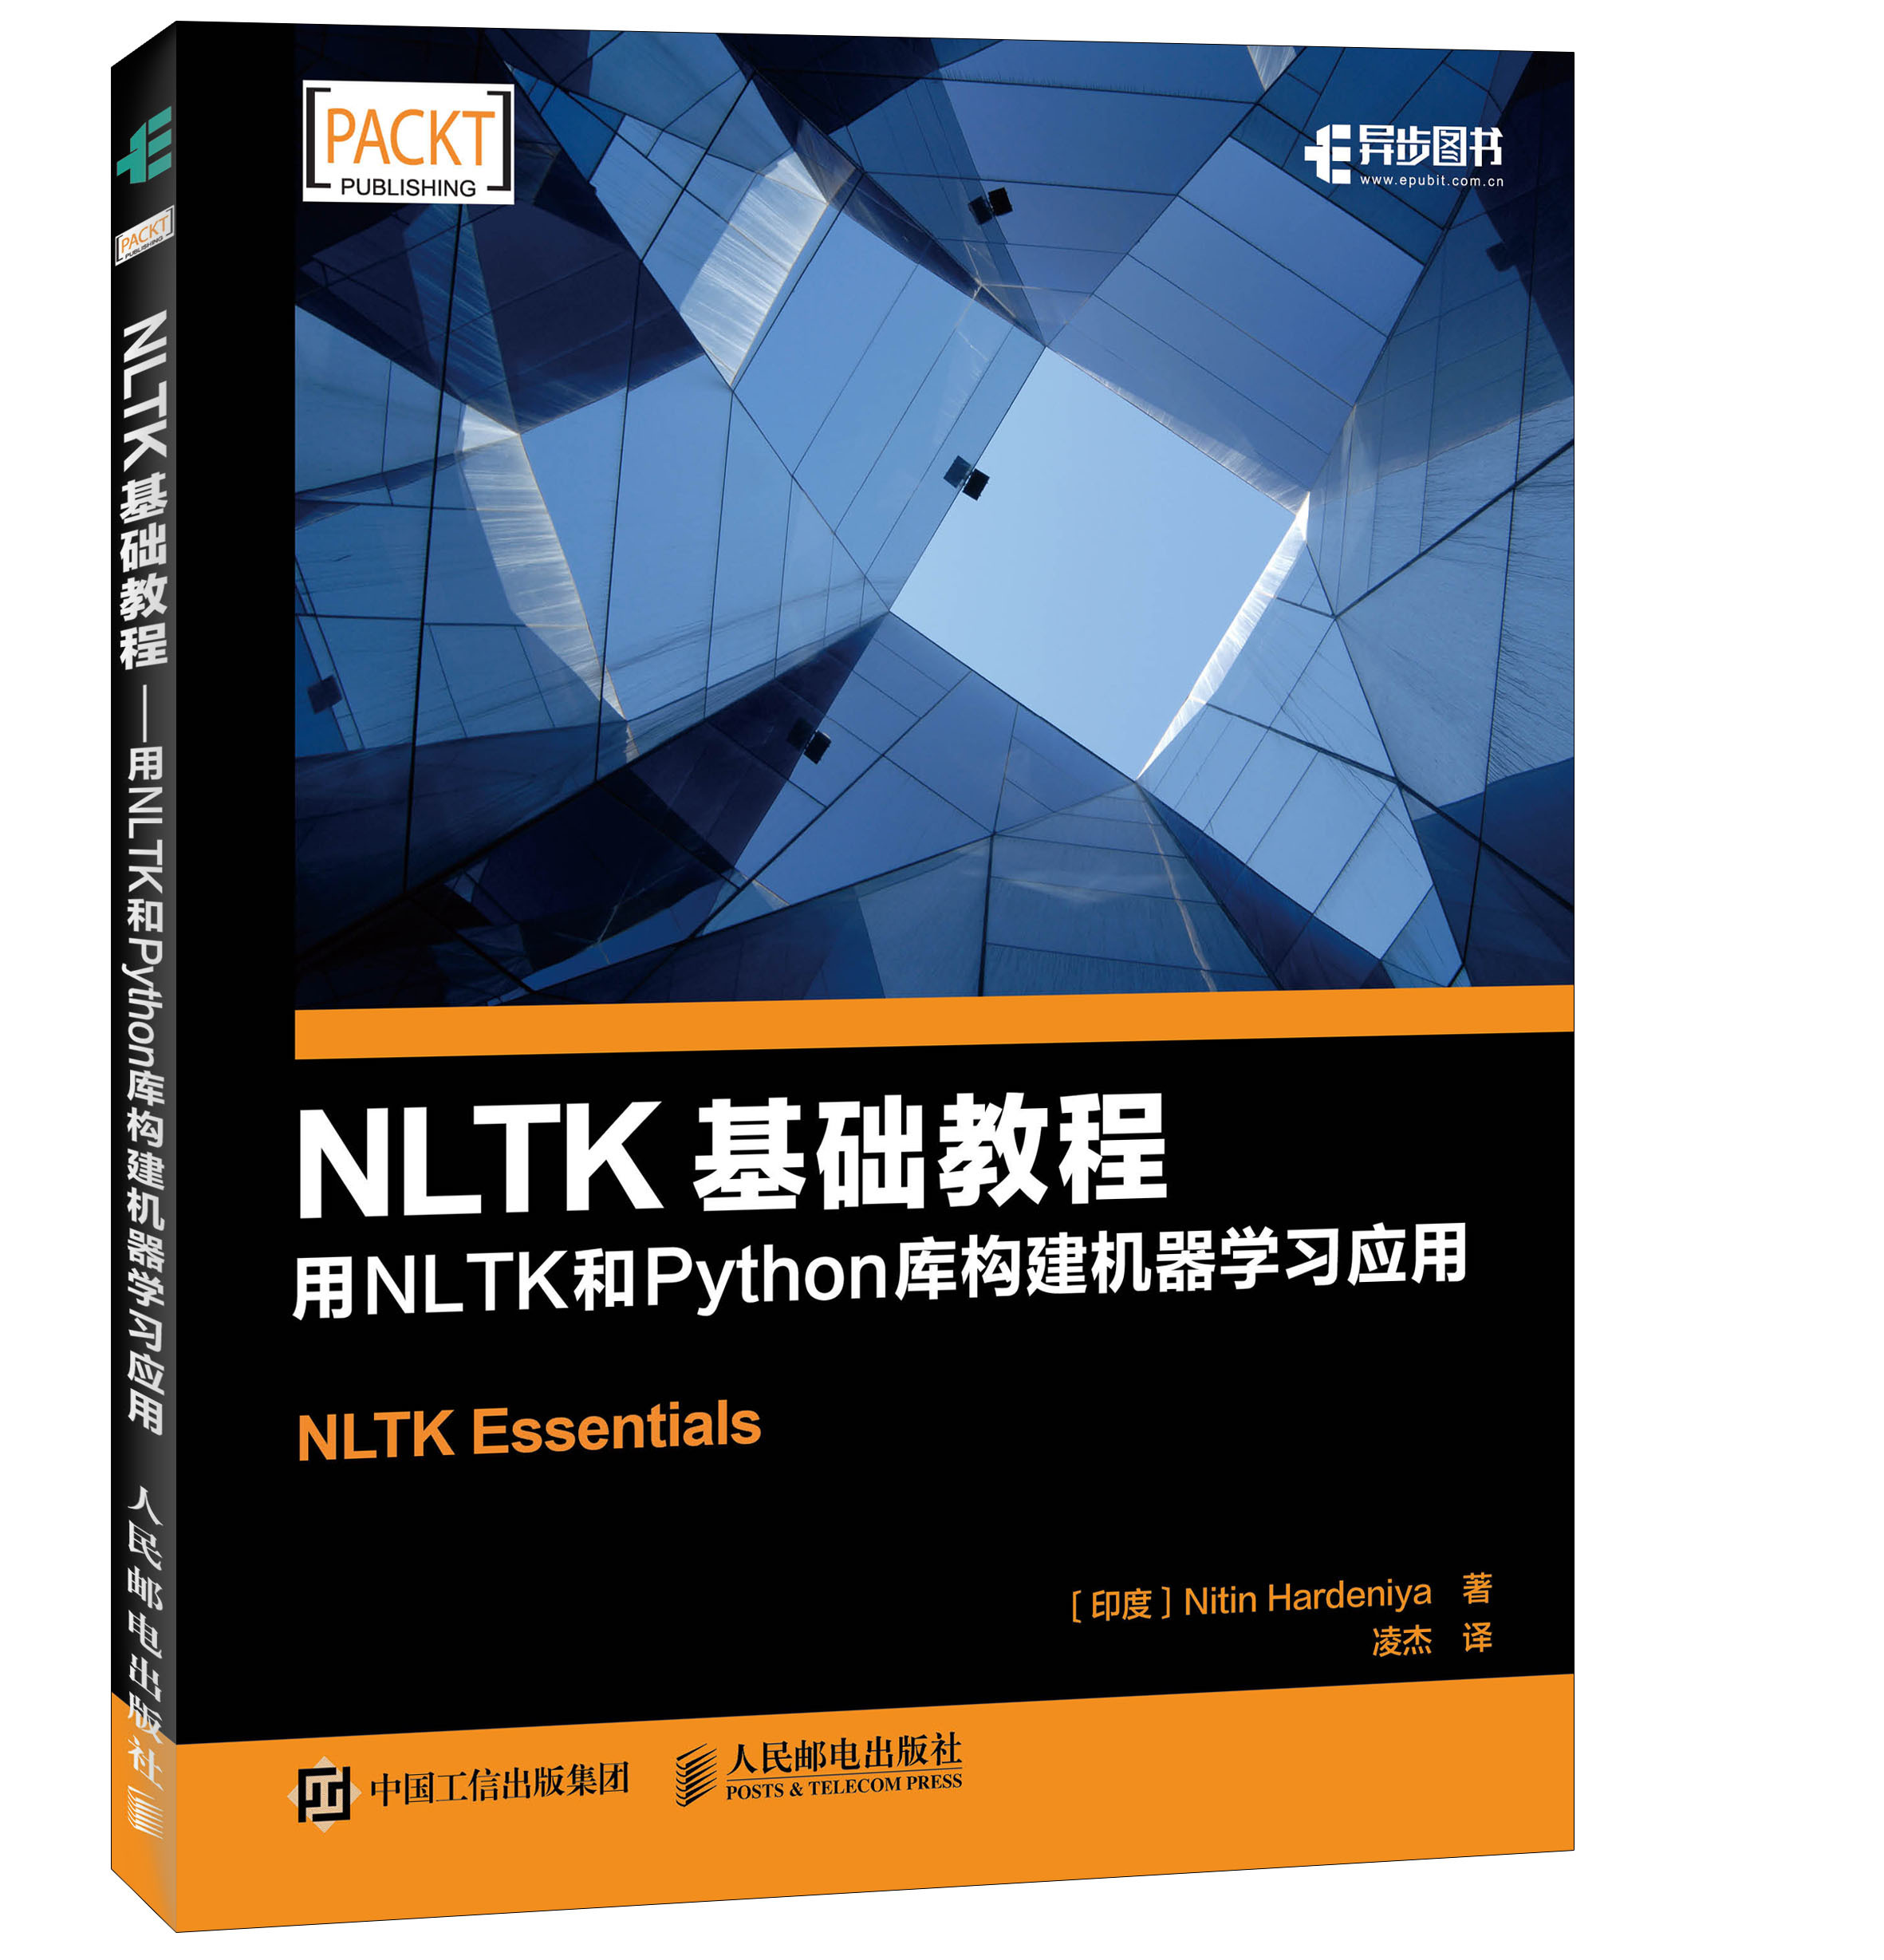 PACKT
PUBLISHING
异步图书
www.epubit.com.cn
NLTK 基础教程
用NLTK和Python库构建机器学习应用
NLTK Essentials
[印度] Nitin Hardeniya 著
凌杰 译
中国工信出版集团
人民邮电出版社
POSTS & TELECOM PRESS
PACKT
PUBLISHING
NLTK基础教程——用NLTK和Python库构建机器学习应用
人民邮电出版社